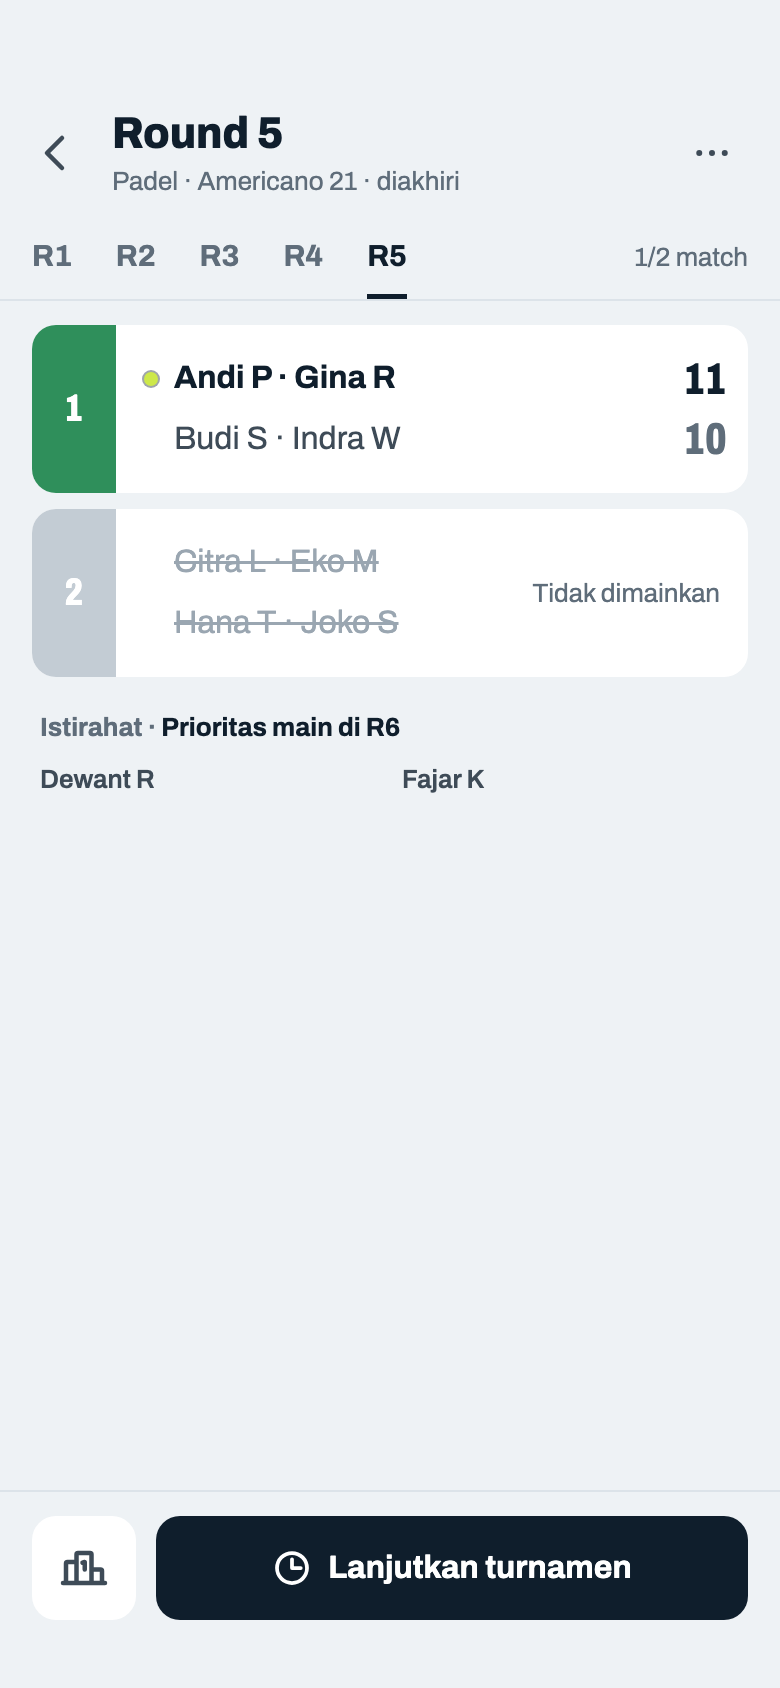 Round 5
Padel · Americano 21 · diakhiri
R1 R2 R3 R4 R5 1/2 match
1
Andi P · Gina R 11
Budi S · Indra W 10
2
Citra L · Eko M
Tidak dimainkan
Hana T · Joko S
Istirahat · Prioritas main di R6
Dewant R Fajar K
1 Lanjutkan turnamen